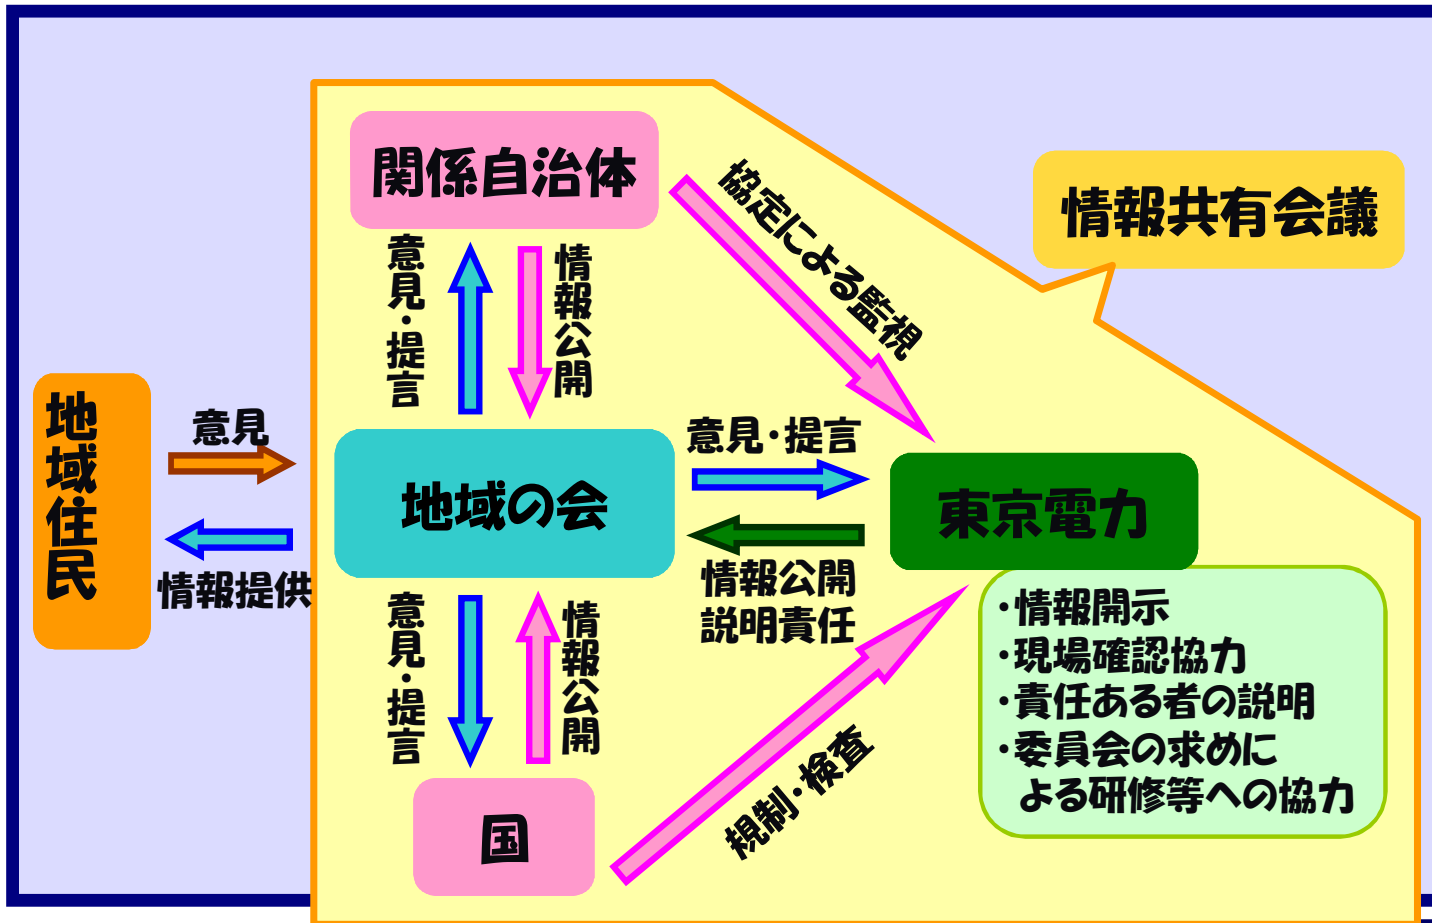 関係自治体
情報共有会議
協定による監視
意見・提言
情報公開
地域住民
意見
情報提供
地域の会
意見・提言
情報公開
説明責任
東京電力
・情報開示
・現場確認協力
・責任ある者の説明
・委員会の求めに
よる研修等への協力
意見・提言
情報公開
規制・検査
国